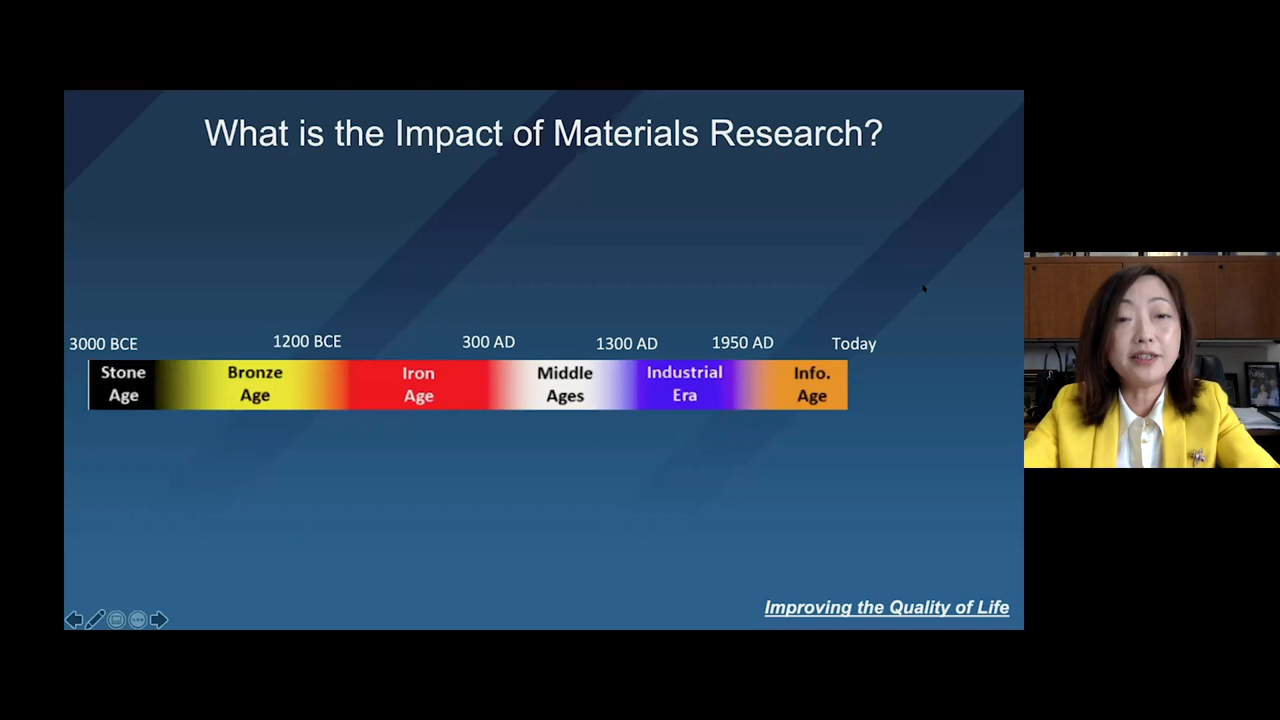 What is the Impact of Materials Research?
3000 BCE
1200 BCE
300 AD
1300 AD
1950 AD
Today
Stone
Age
Bronze
Age
Iron
Age
Middle
Ages
Industrial
Era
Info.
Age
Improving the Quality of Life